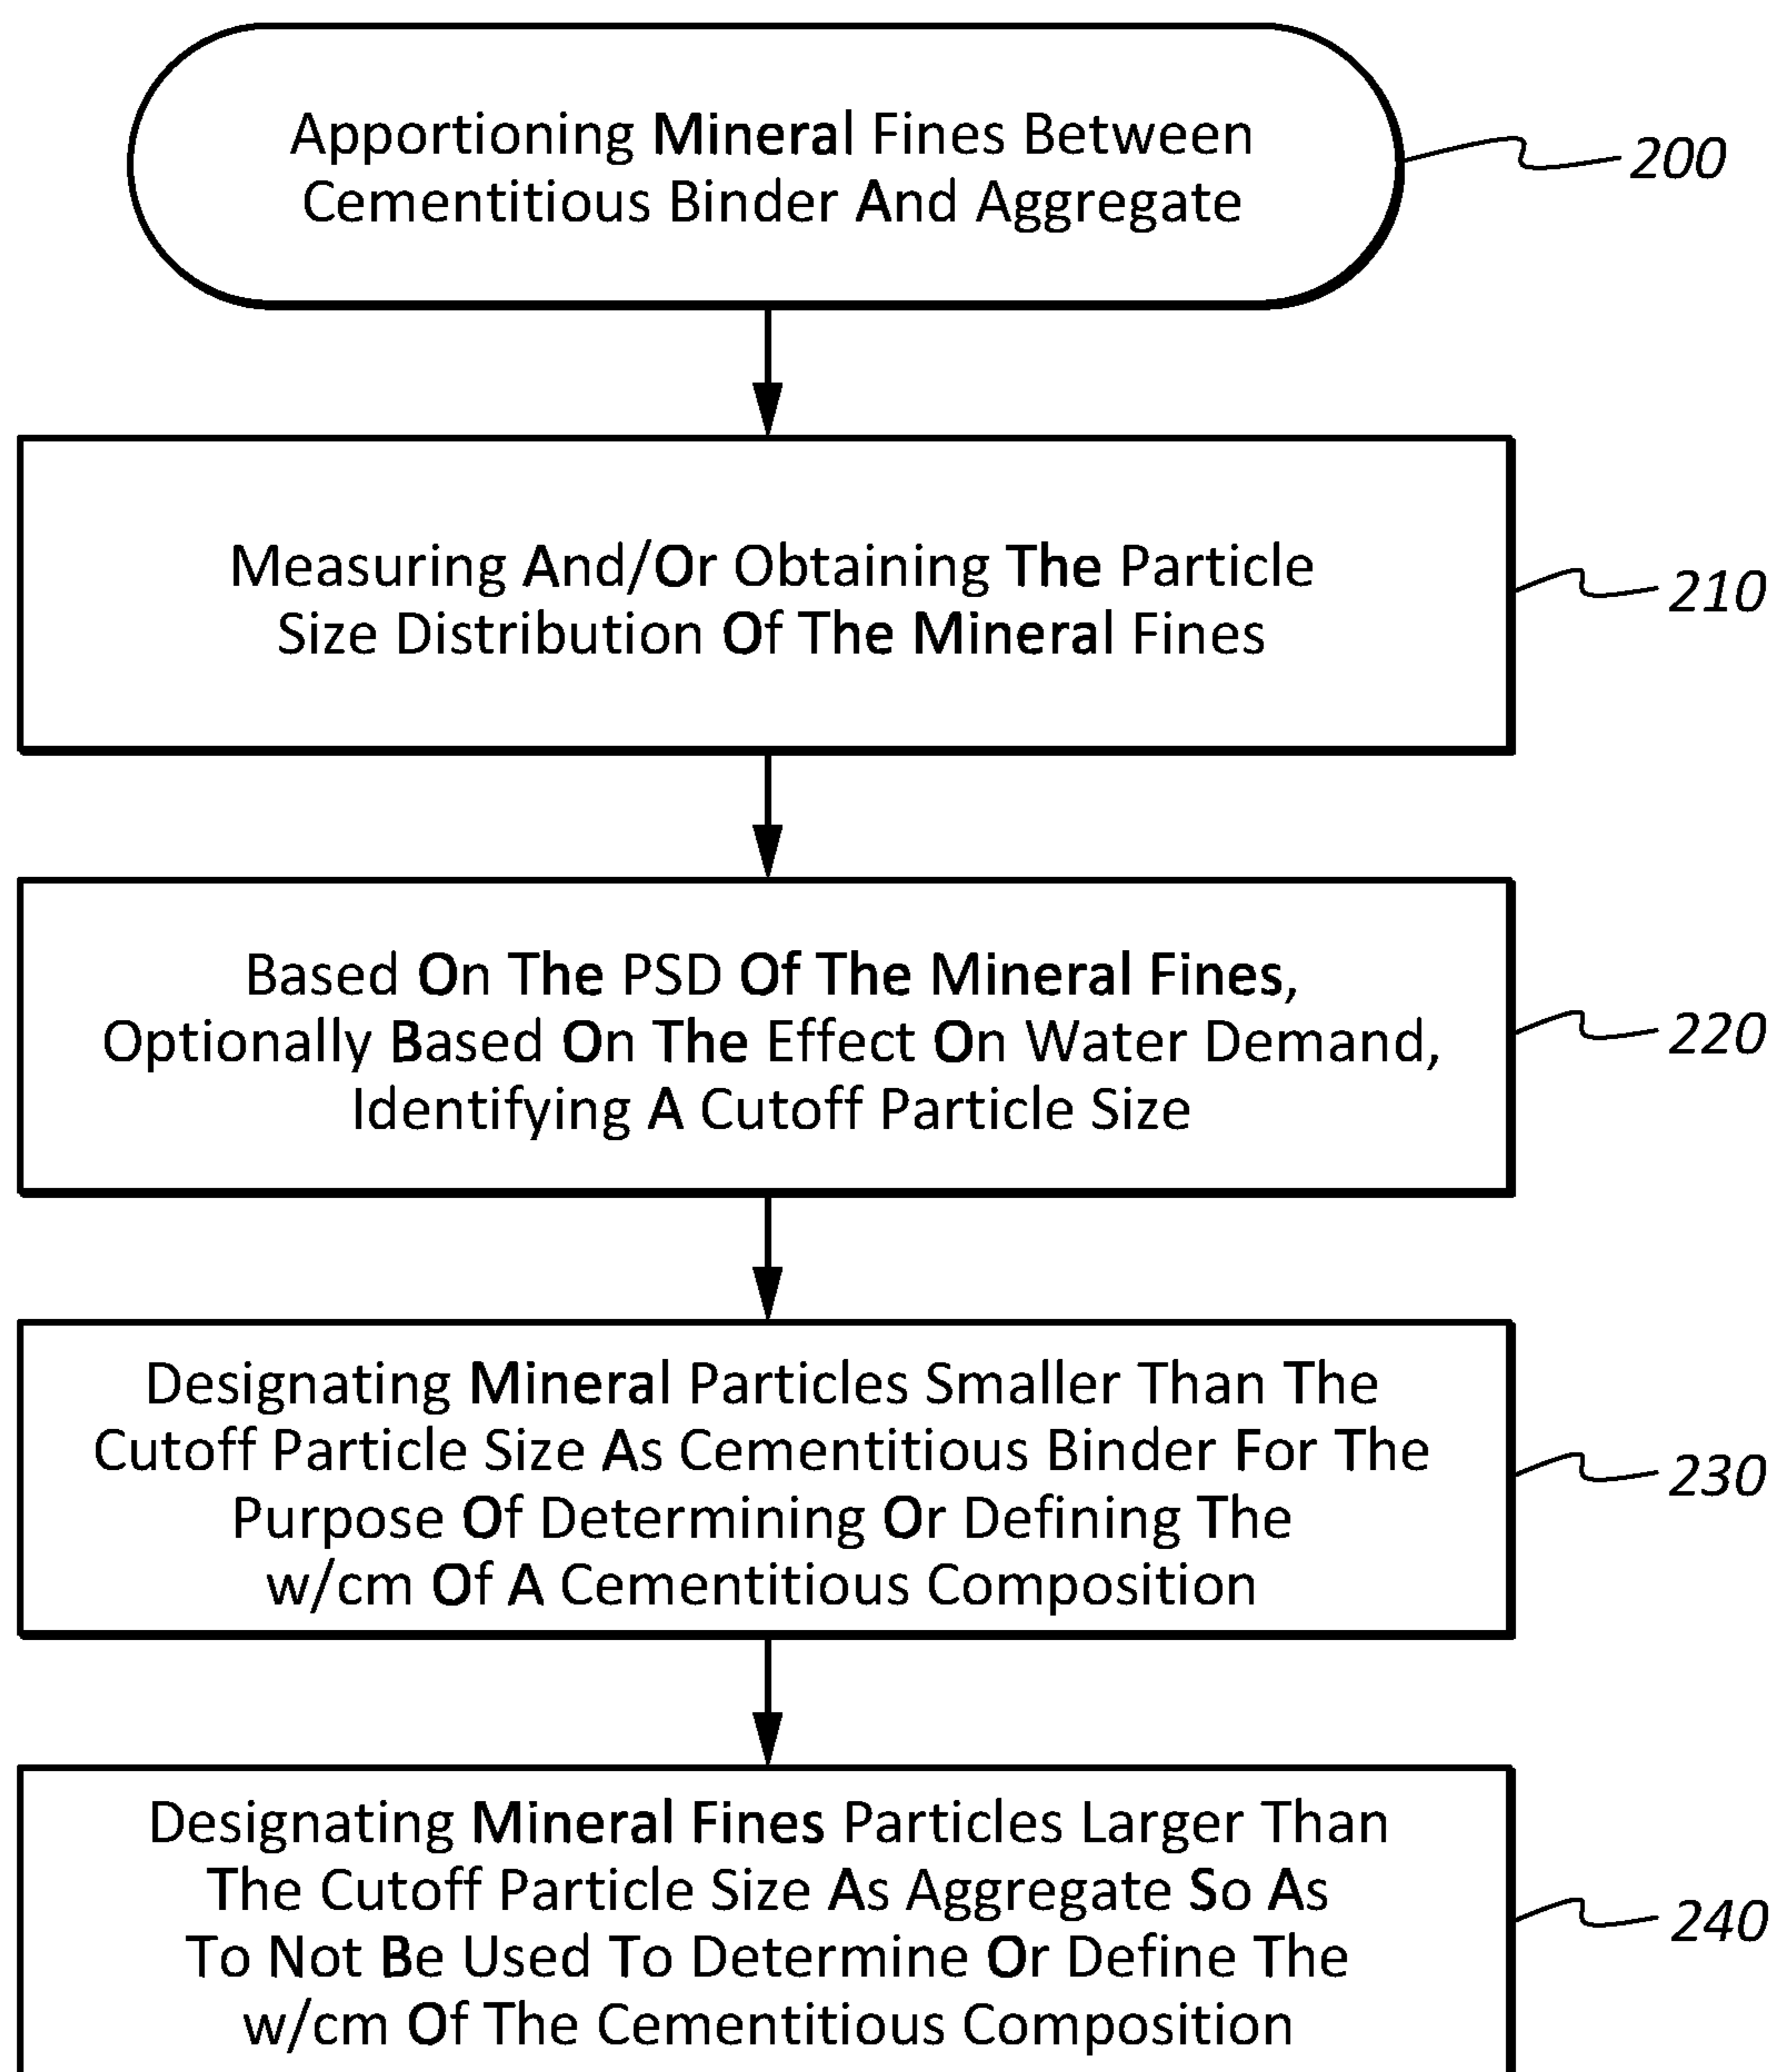 Apportioning Mineral Fines Between
Cementitious Binder And Aggregate
200
Measuring And/Or Obtaining The Particle
Size Distribution Of The Mineral Fines
210
Based On The PSD Of The Mineral Fines,
Optionally Based On The Effect On Water Demand,
Identifying A Cutoff Particle Size
220
Designating Mineral Particles Smaller Than The
Cutoff Particle Size As Cementitious Binder For The
Purpose Of Determining Or Defining The
w/cm Of A Cementitious Composition
230
Designating Mineral Fines Particles Larger Than
The Cutoff Particle Size As Aggregate So As
To Not Be Used To Determine Or Define The
w/cm Of The Cementitious Composition
240